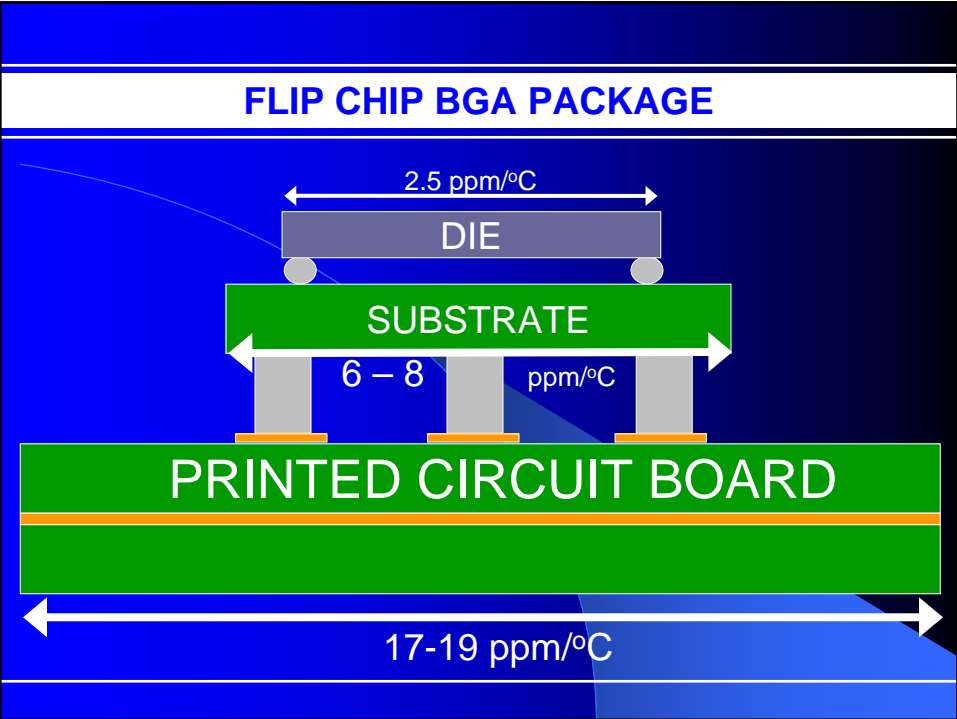 FLIP CHIP BGA PACKAGE
2.5 ppm/ºC
DIE
SUBSTRATE
6 – 8 ppm/ºC
PRINTED CIRCUIT BOARD
17-19 ppm/ºC